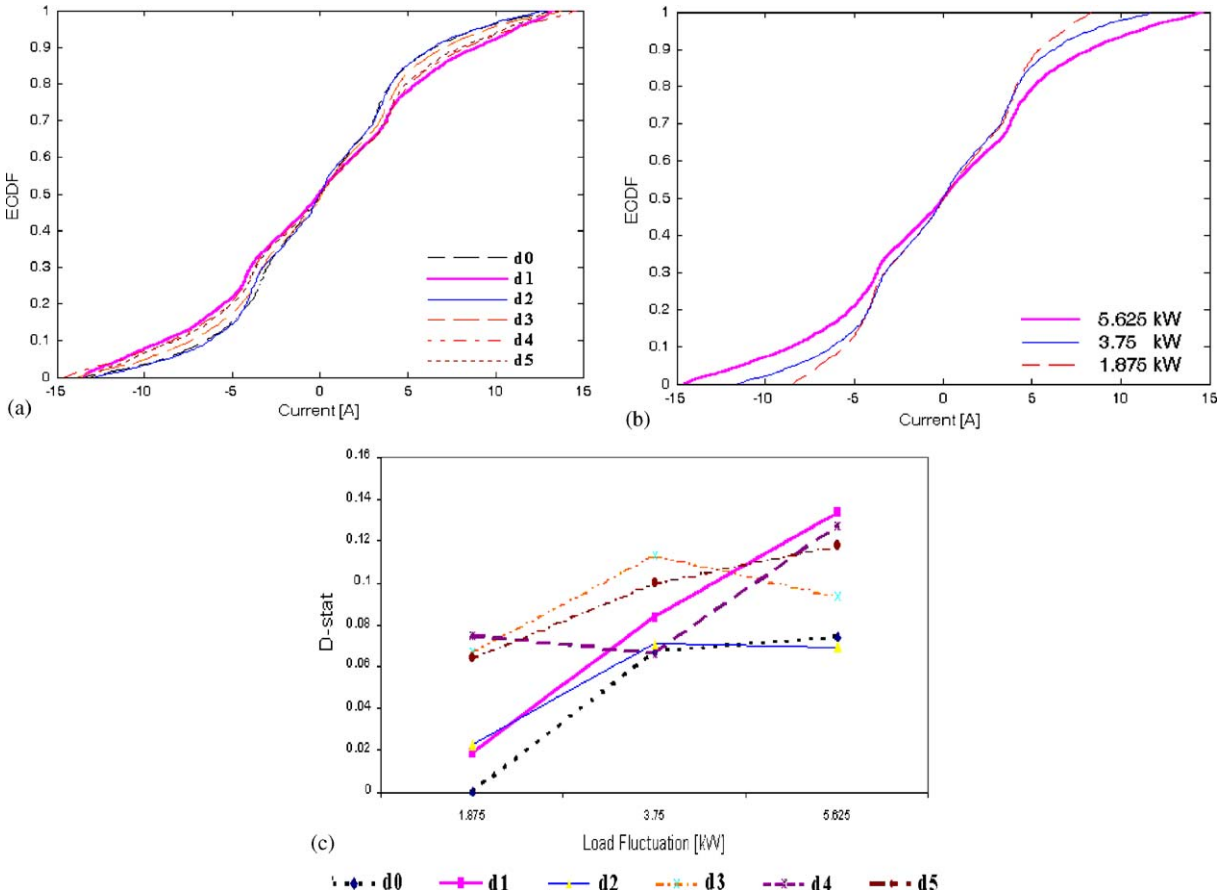 1
0.9
0.8
0.7
0.6
0.5
0.4
0.3
0.2
0.1
0
ECDF
-15
-10
-5
0
5
10
15
Current [A]
(a)
d0
d1
d2
d3
d4
d5
1
0.9
0.8
0.7
0.6
0.5
0.4
0.3
0.2
0.1
0
ECDF
-15
-10
-5
0
5
10
15
Current [A]
(b)
5.625 kW
3.75 kW
1.875 kW
0.16
0.14
0.12
0.1
0.08
0.06
0.04
0.02
0
D-stat
1.875
3.75
5.625
Load Fluctuation [kW]
(c)
d0 d1 d2 d3 d4 d5